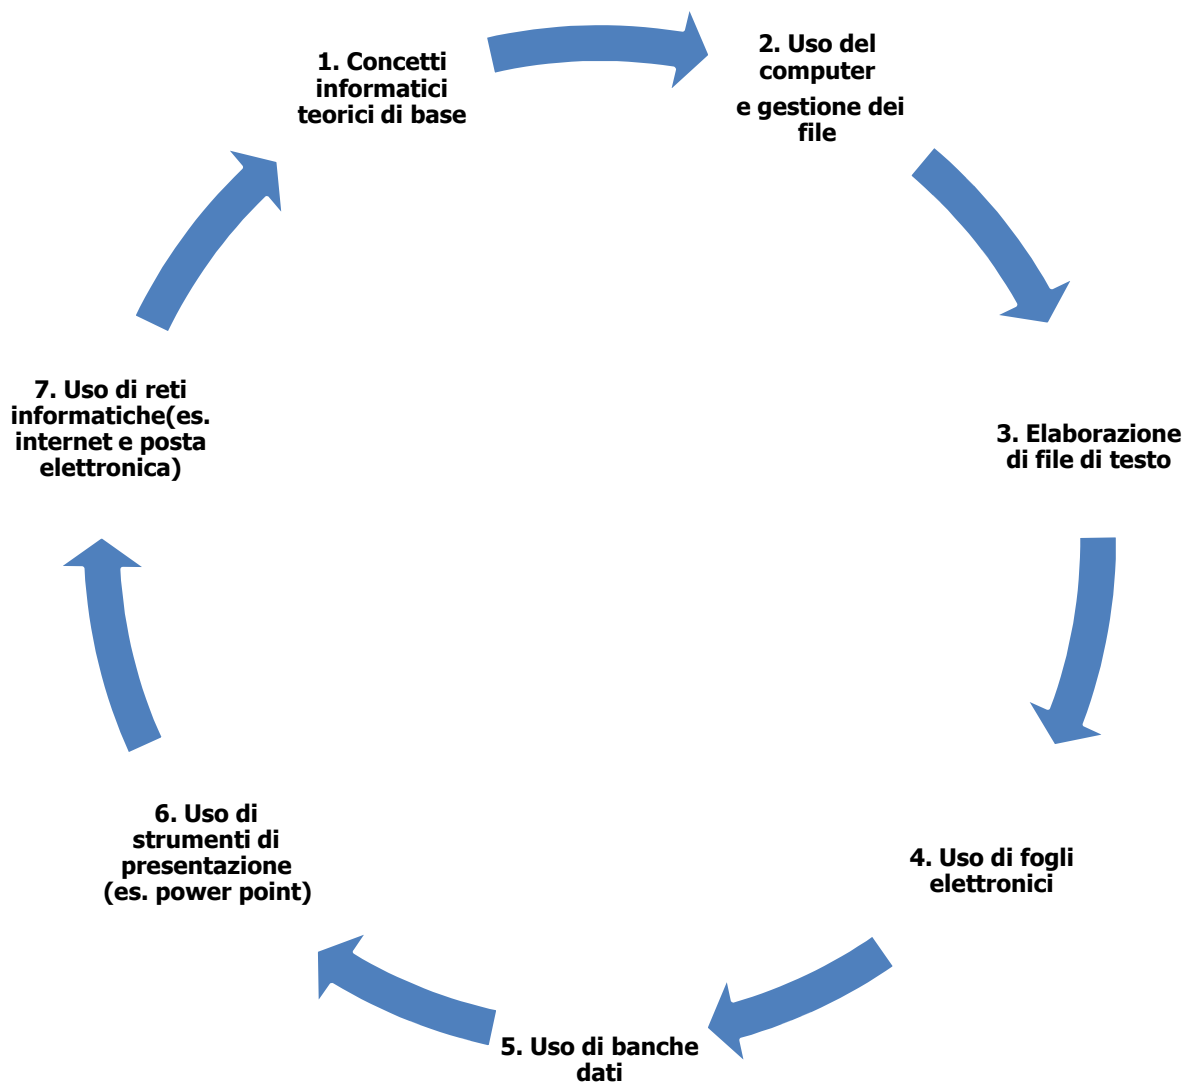 1. Concetti
informatici
teorici di base
2. Uso del
computer
e gestione dei
file
3. Elaborazione
di file di testo
4. Uso di fogli
elettronici
5. Uso di banche
dati
6. Uso di
strumenti di
presentazione
(es. power point)
7. Uso di reti
informatiche(es.
internet e posta
elettronica)